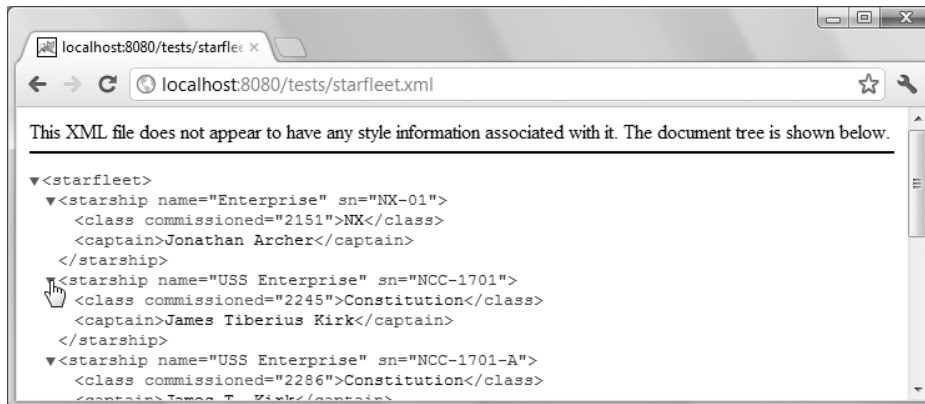 localhost:8080/tests/starflee
localhost:8080/tests/starfleet.xml
This XML file does not appear to have any style information associated with it. The document tree is shown below.
▼<starfleet>
▼<starship name="Enterprise" sn="NX-01">
<class commissioned="2151">NX</class>
<captain>Jonathan Archer</captain>
</starship>
▼<starship name="USS Enterprise" sn="NCC-1701">
<class commissioned="2245">Constitution</class>
<captain>James Tiberius Kirk</captain>
</starship>
▼<starship name="USS Enterprise" sn="NCC-1701-A">
<class commissioned="2286">Constitution</class>
<captain>James T. Kirk</captain>